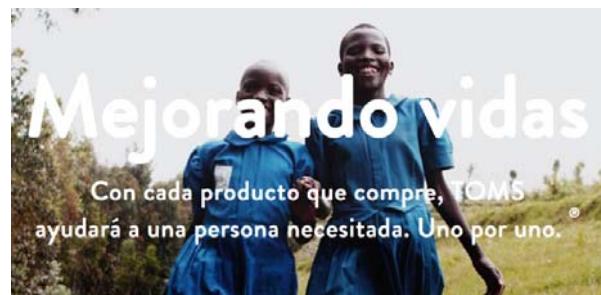 Mejorando vidas
Con cada producto que compre, TOMS
ayudará a una persona necesitada. Uno por uno. ®